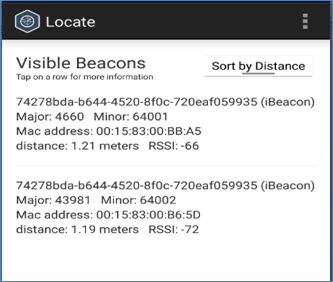 Locate
Visible Beacons
Sort by Distance
Tap on a row for more information
74278bda-b644-4520-8f0c-720eaf059935 (iBeacon)
Major: 4660 Minor: 64001
Mac address: 00:15:83:00:BB:A5
distance: 1.21 meters RSSI: -66
74278bda-b644-4520-8f0c-720eaf059935 (iBeacon)
Major: 43981 Minor: 64002
Mac address: 00:15:83:00:B6:5D
distance: 1.19 meters RSSI: -72